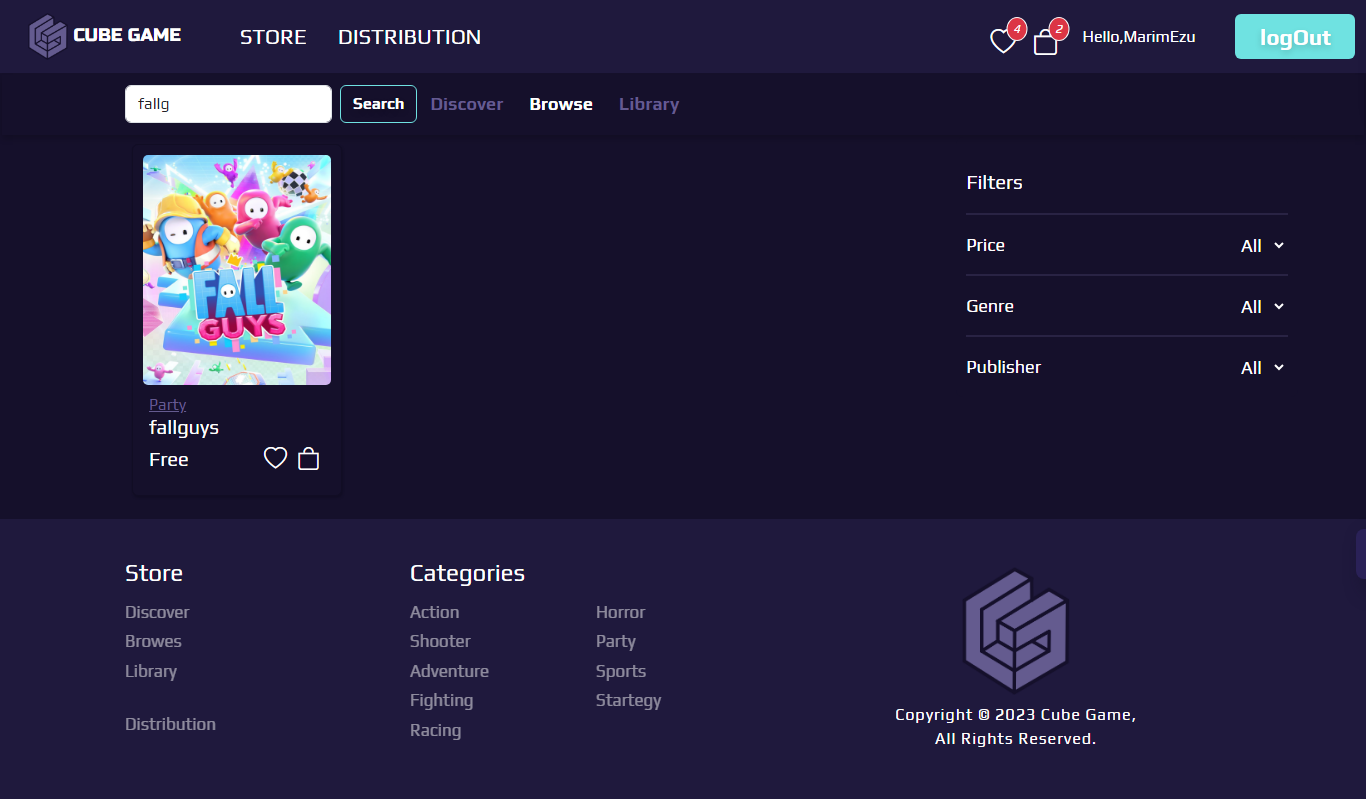 CUBE GAME STORE DISTRIBUTION 4 2 Hello,MarimEzu logOut
fallg Search Discover Browse Library
FALL
GUYS
Party
fallguys
Free
Filters
Price All
Genre All
Publisher All
Store
Discover
Browes
Library
Distribution
Categories
Action
Shooter
Adventure
Fighting
Racing
Horror
Party
Sports
Startegy
Copyright © 2023 Cube Game,
All Rights Reserved.